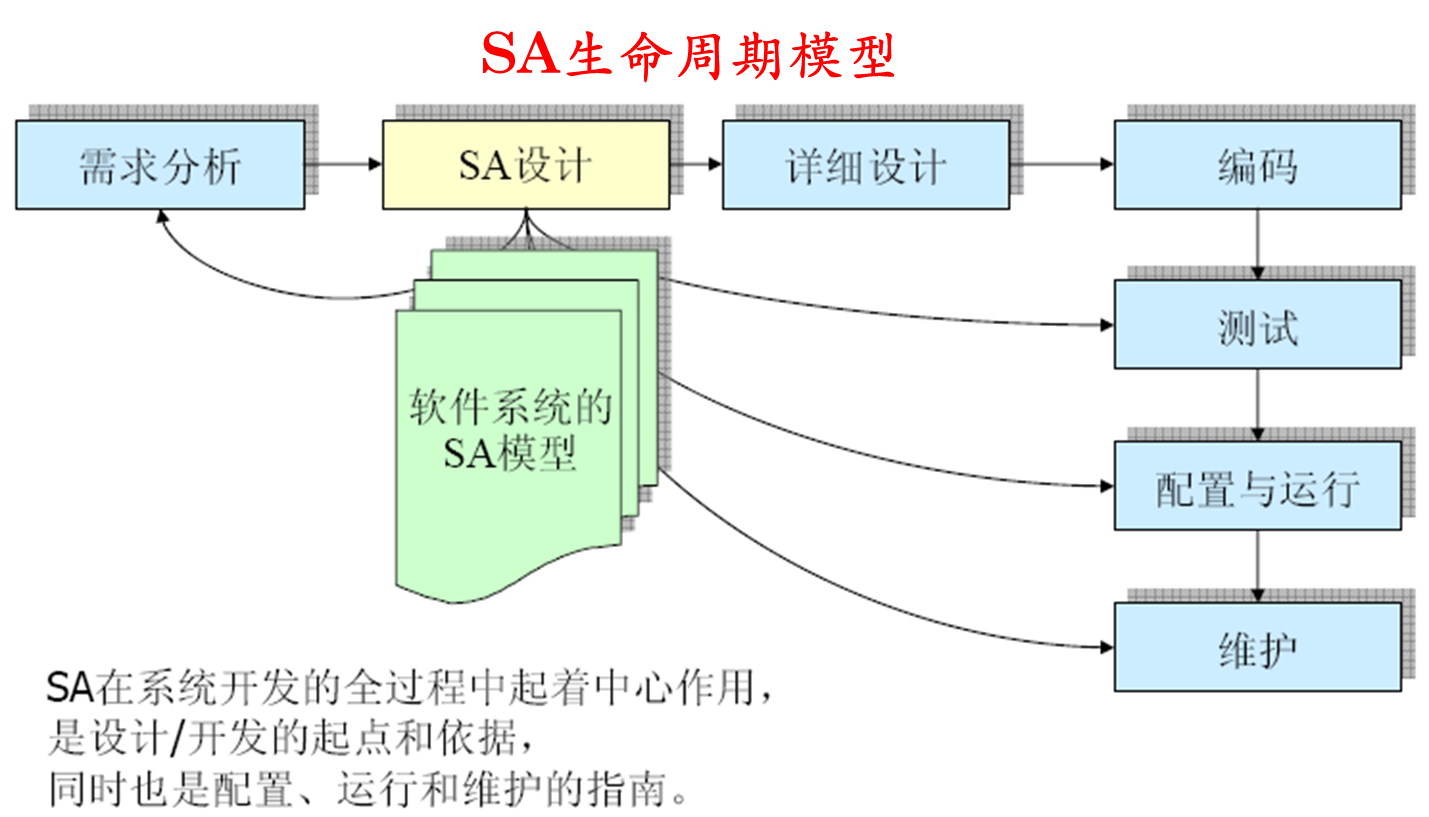 SA生命周期模型
需求分析
SA设计
详细设计
编码
测试
软件系统的
SA模型
配置与运行
维护
SA在系统开发的全过程中起着中心作用，
是设计/开发的起点和依据，
同时也是配置、运行和维护的指南。